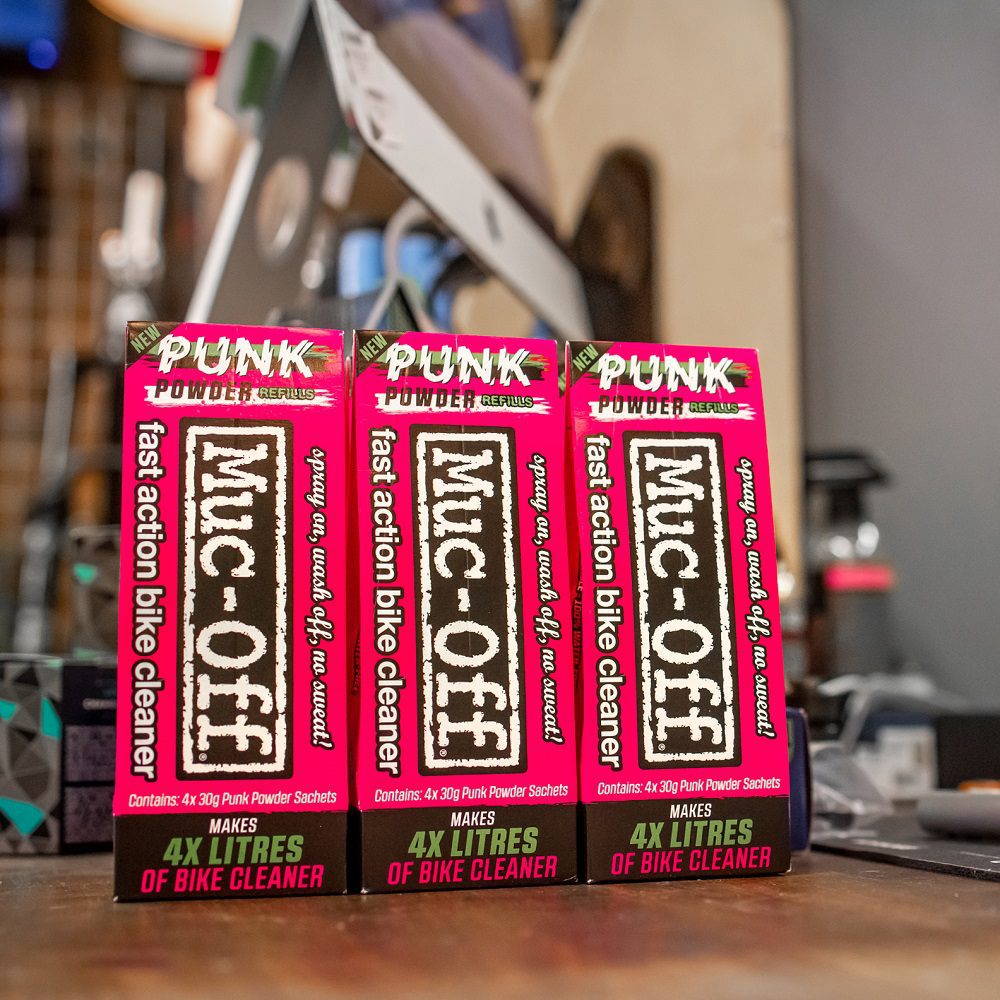 NEW
PUNK
POWDER REFILLS
fast action bike cleaner
Muc-Off®
spray on, wash off, no sweat!
Contains: 4x 30g Punk Powder Sachets
MAKES
4X LITRES
OF BIKE CLEANER
NEW
PUNK
POWDER REFILLS
fast action bike cleaner
Muc-Off®
spray on, wash off, no sweat!
Contains: 4x 30g Punk Powder Sachets
MAKES
4X LITRES
OF BIKE CLEANER
NEW
PUNK
POWDER REFILLS
fast action bike cleaner
Muc-Off®
spray on, wash off, no sweat!
Contains: 4x 30g Punk Powder Sachets
MAKES
4X LITRES
OF BIKE CLEANER